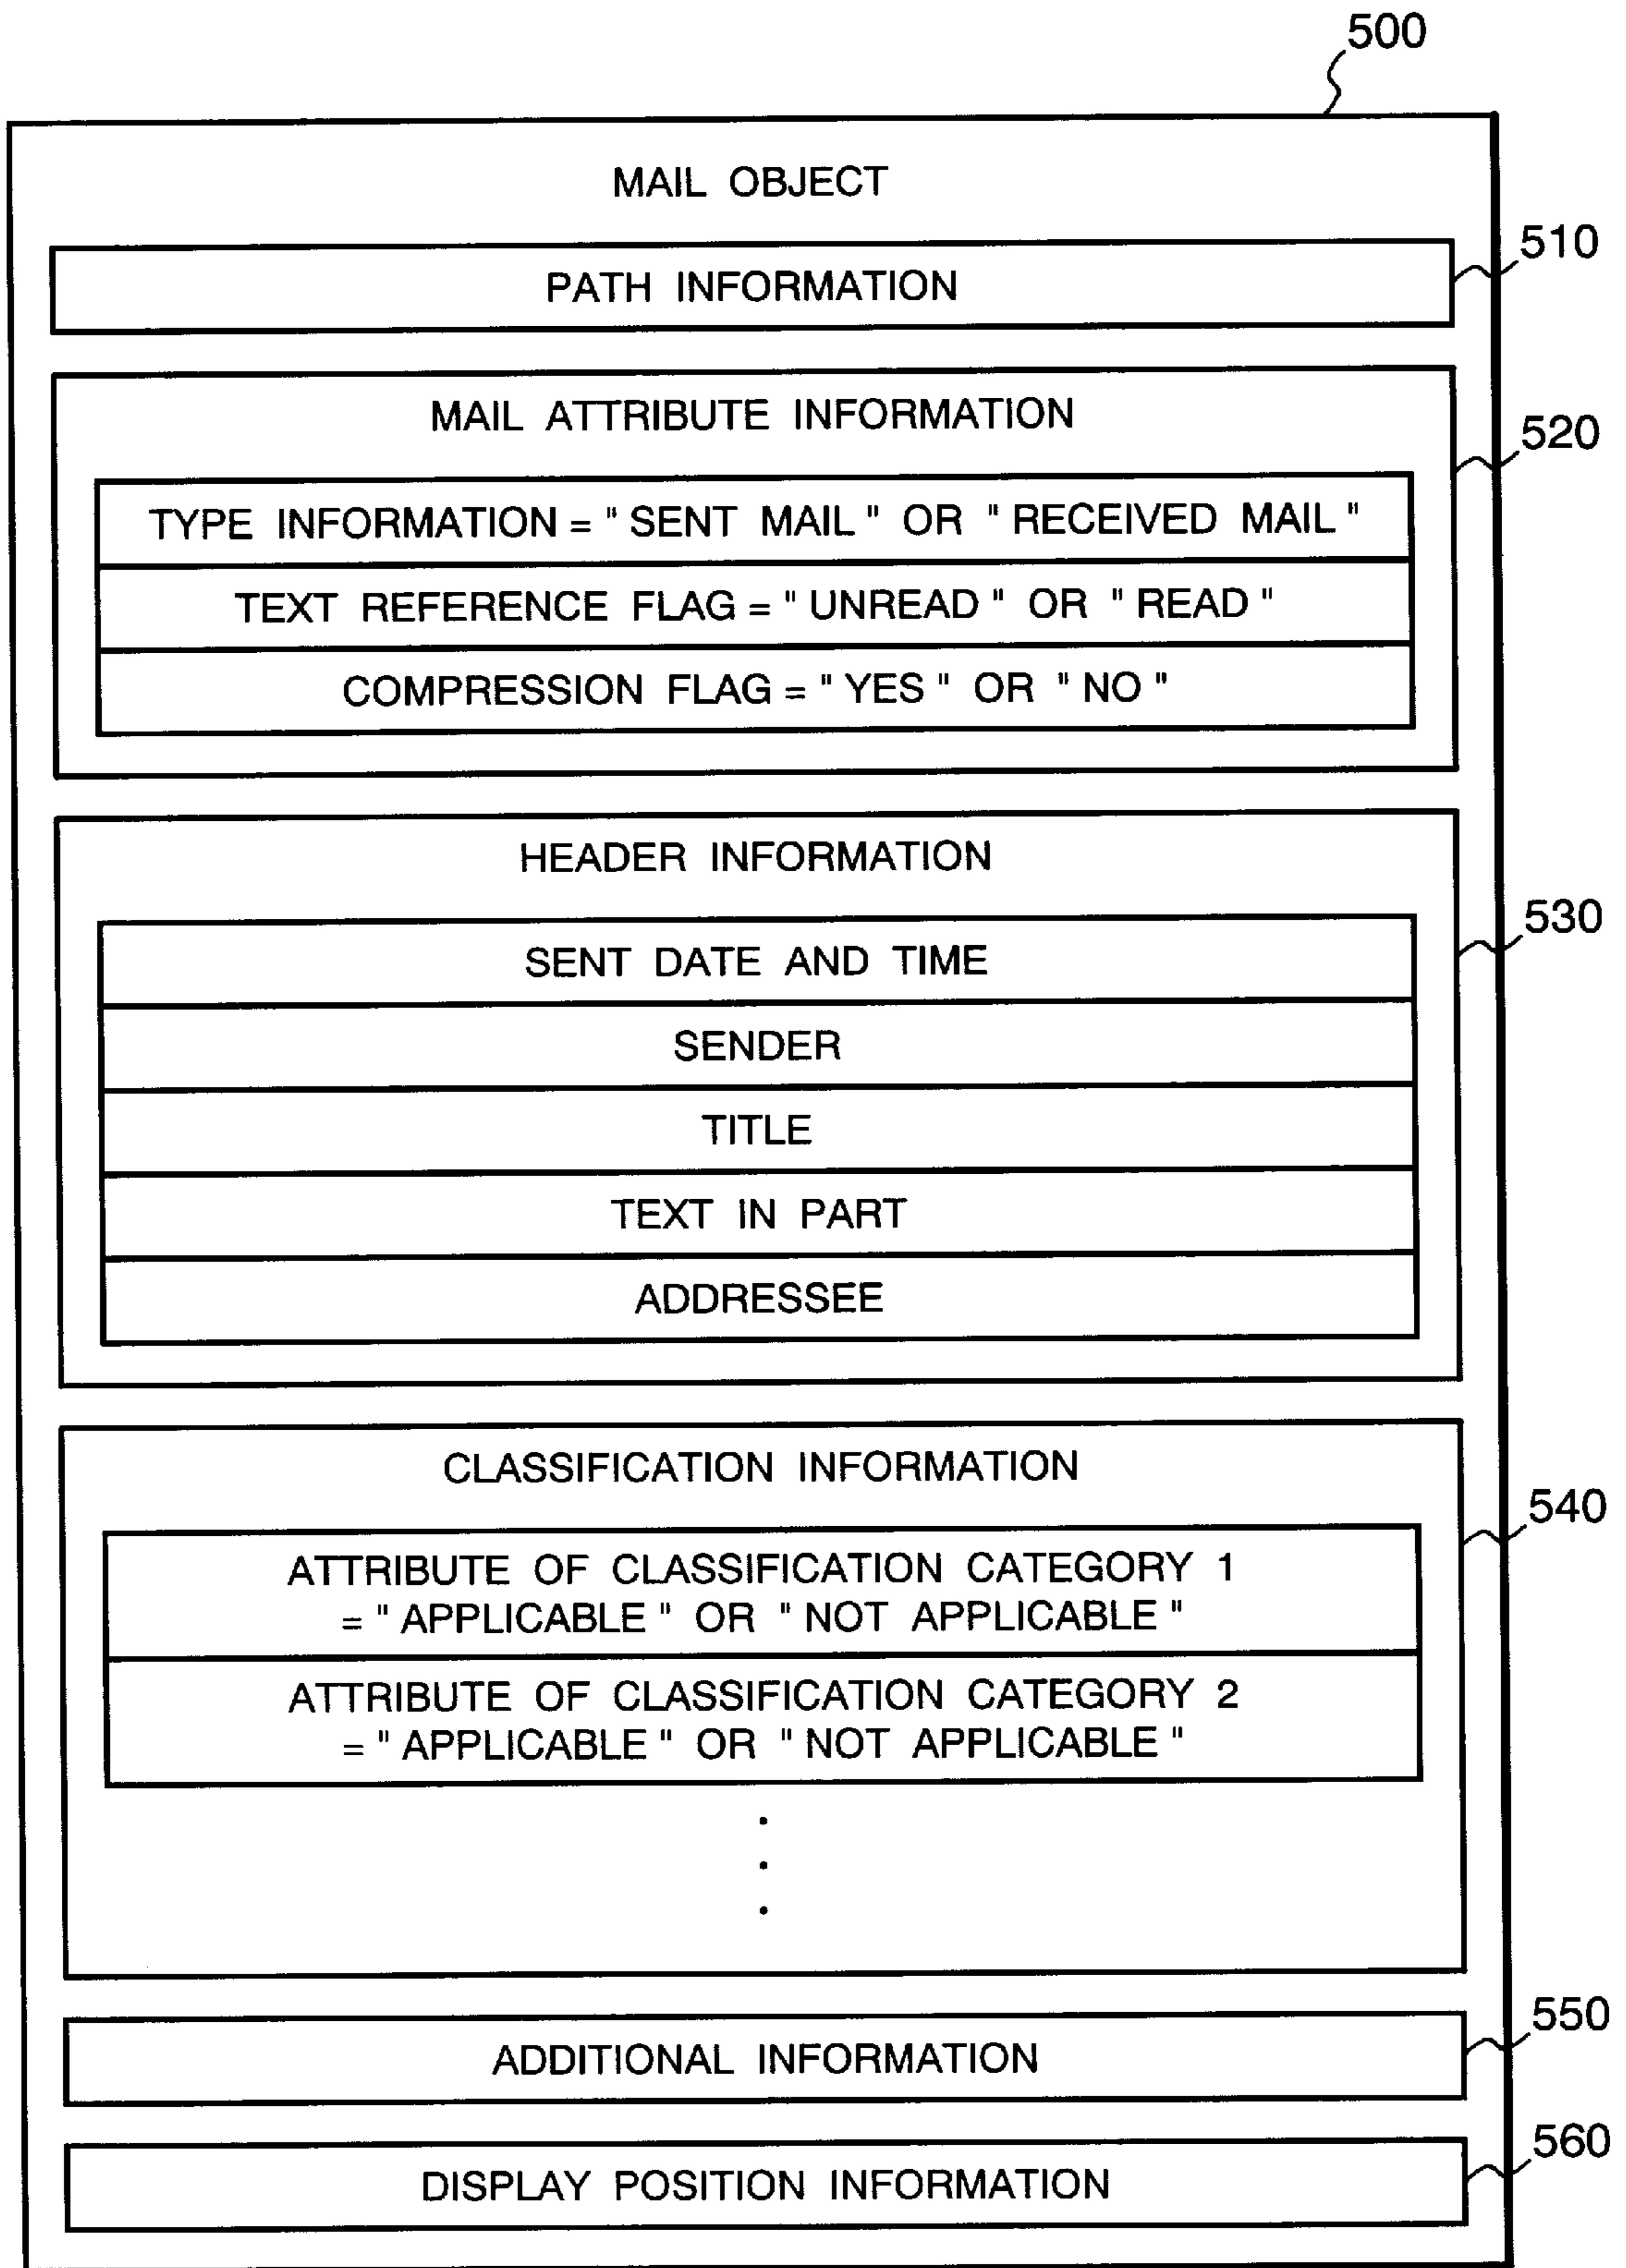 500
MAIL OBJECT
510
PATH INFORMATION
MAIL ATTRIBUTE INFORMATION
520
TYPE INFORMATION = " SENT MAIL " OR " RECEIVED MAIL "
TEXT REFERENCE FLAG = " UNREAD " OR " READ "
COMPRESSION FLAG = " YES " OR " NO "
HEADER INFORMATION
530
SENT DATE AND TIME
SENDER
TITLE
TEXT IN PART
ADDRESSEE
CLASSIFICATION INFORMATION
540
ATTRIBUTE OF CLASSIFICATION CATEGORY 1
= " APPLICABLE " OR " NOT APPLICABLE "
ATTRIBUTE OF CLASSIFICATION CATEGORY 2
= " APPLICABLE " OR " NOT APPLICABLE "
.
.
.
550
ADDITIONAL INFORMATION
560
DISPLAY POSITION INFORMATION